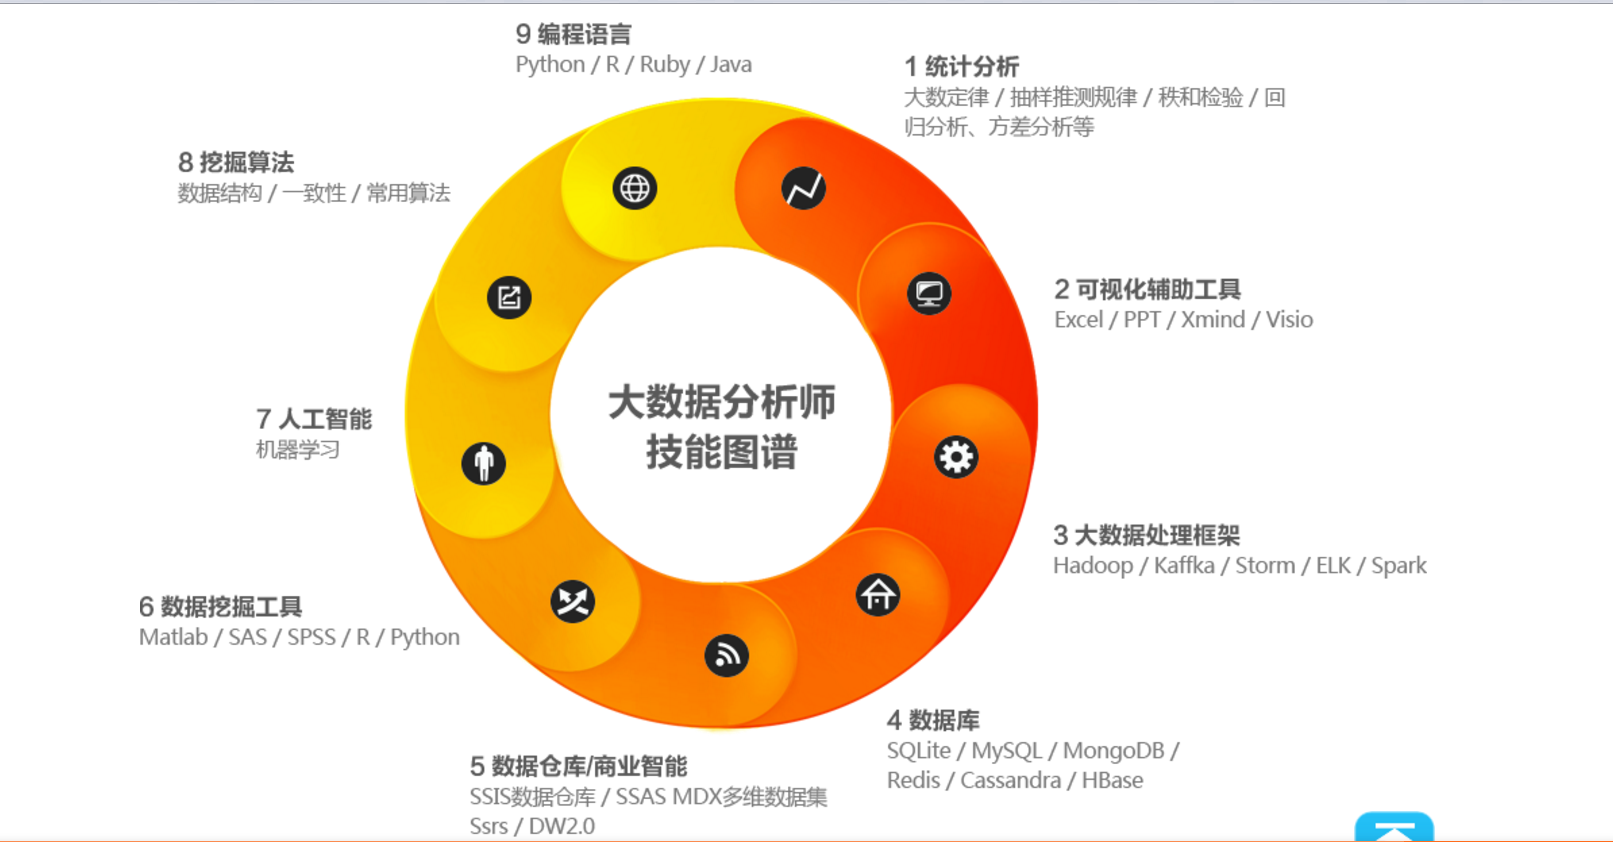 9 编程语言
Python / R / Ruby / Java
1 统计分析
大数定律 / 抽样推测规律 / 秩和检验 / 回
归分析、方差分析等
8 挖掘算法
数据结构 / 一致性 / 常用算法
2 可视化辅助工具
Excel / PPT / Xmind / Visio
大数据分析师
技能图谱
7 人工智能
机器学习
3 大数据处理框架
Hadoop / Kaffka / Storm / ELK / Spark
6 数据挖掘工具
Matlab / SAS / SPSS / R / Python
4 数据库
SQLite / MySQL / MongoDB /
Redis / Cassandra / HBase
5 数据仓库/商业智能
SSIS数据仓库 / SSAS MDX多维数据集
Ssrs / DW2.0